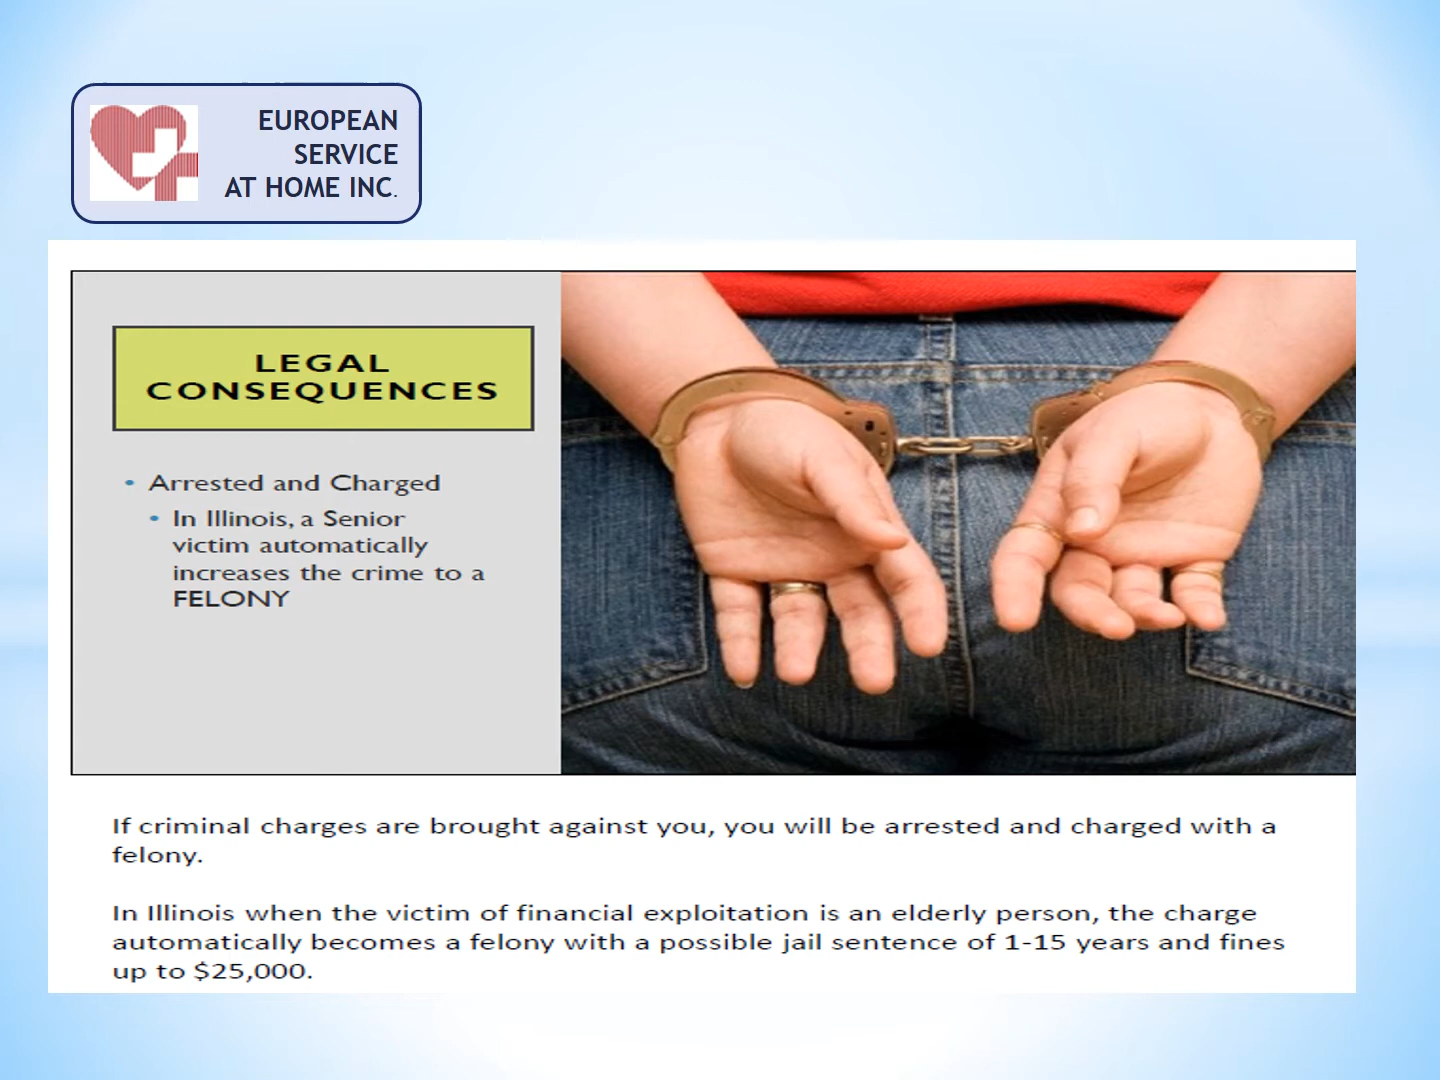 EUROPEAN
SERVICE
AT HOME INC.
LEGAL
CONSEQUENCES
• Arrested and Charged
• In Illinois, a Senior
victim automatically
increases the crime to a
FELONY
If criminal charges are brought against you, you will be arrested and charged with a
felony.
In Illinois when the victim of financial exploitation is an elderly person, the charge
automatically becomes a felony with a possible jail sentence of 1-15 years and fines
up to $25,000.